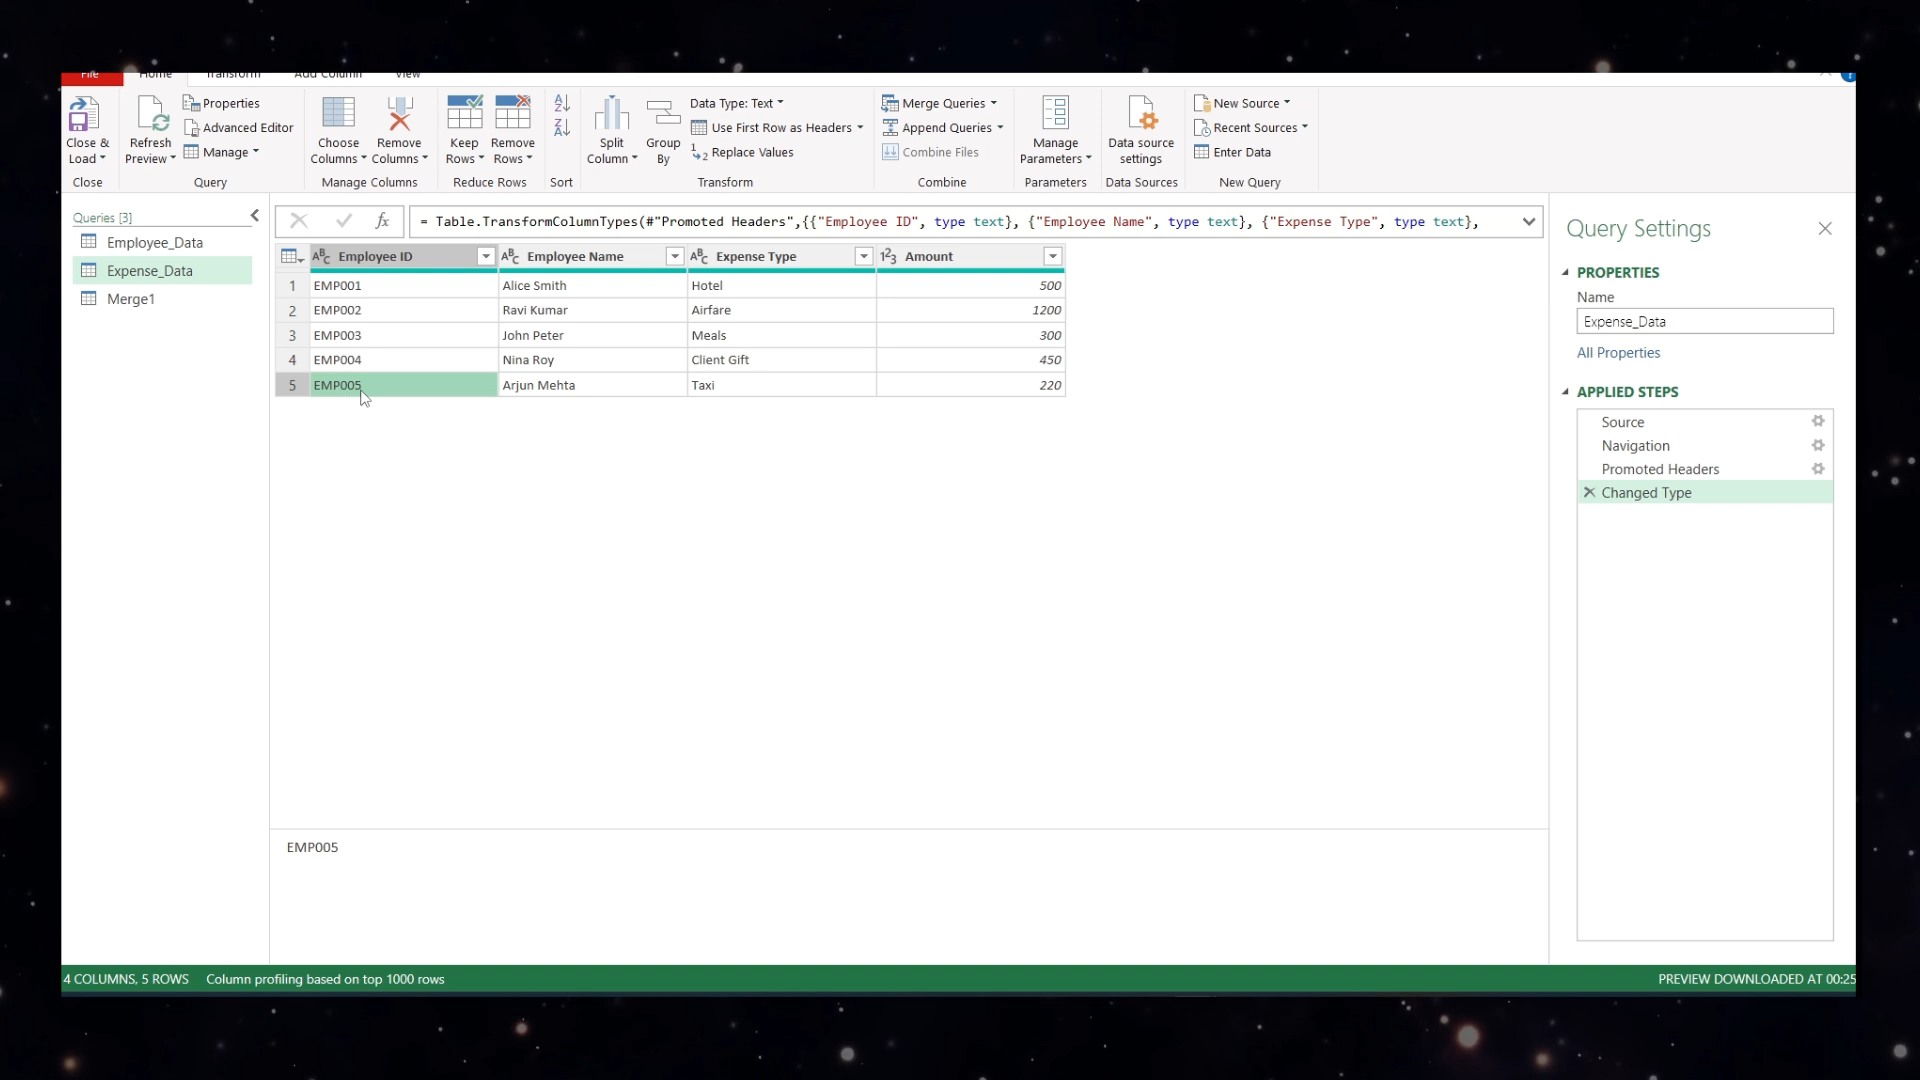 File Home Transform Add Column View
Close & Load
Refresh Preview
Properties
Advanced Editor
Manage
Choose Columns
Remove Columns
Keep Rows
Remove Rows
Split Column
Group By
Data Type: Text
Use First Row as Headers
Replace Values
Merge Queries
Append Queries
Combine Files
Manage Parameters
Data source settings
New Source
Recent Sources
Enter Data
Close Query Manage Columns Reduce Rows Sort Transform Combine Parameters Data Sources New Query
Queries [3]
Employee_Data
Expense_Data
Merge1
fx = Table.TransformColumnTypes(#"Promoted Headers",{{"Employee ID", type text}, {"Employee Name", type text}, {"Expense Type", type text},
Employee ID Employee Name Expense Type Amount
1 EMP001 Alice Smith Hotel 500
2 EMP002 Ravi Kumar Airfare 1200
3 EMP003 John Peter Meals 300
4 EMP004 Nina Roy Client Gift 450
5 EMP005 Arjun Mehta Taxi 220
EMP005
Query Settings
PROPERTIES
Name
Expense_Data
All Properties
APPLIED STEPS
Source
Navigation
Promoted Headers
Changed Type
4 COLUMNS, 5 ROWS Column profiling based on top 1000 rows
PREVIEW DOWNLOADED AT 00:25